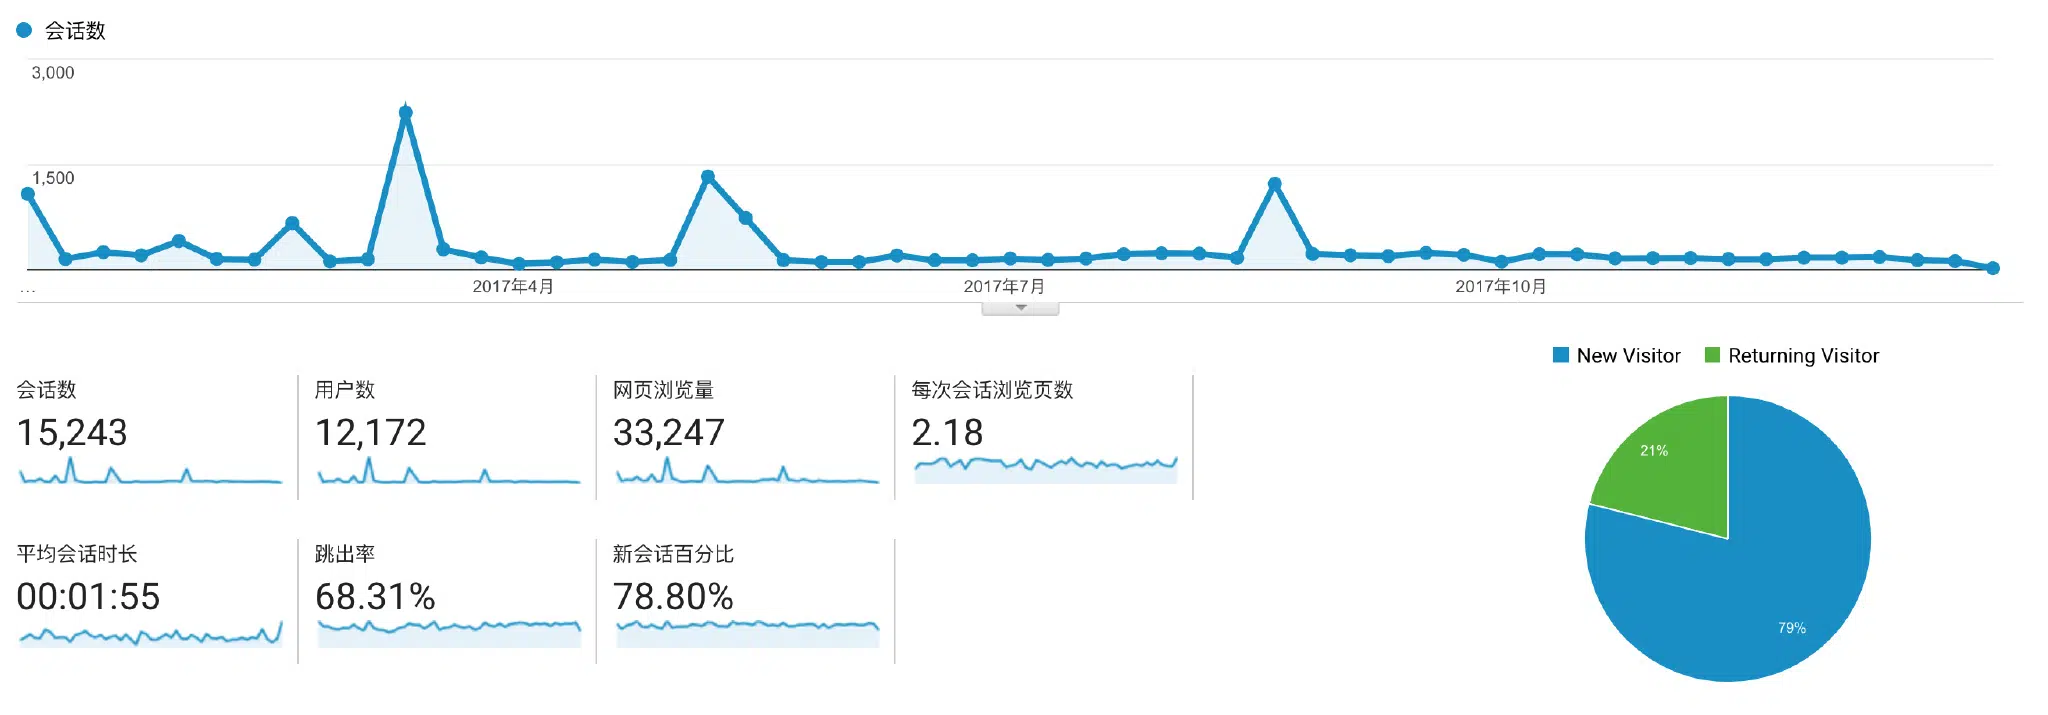 会话数
3,000
1,500
...
2017年4月
2017年7月
2017年10月
New Visitor
Returning Visitor
会话数
15,243
用户数
12,172
网页浏览量
33,247
每次会话浏览页数
2.18
平均会话时长
00:01:55
跳出率
68.31%
新会话百分比
78.80%
21%
79%